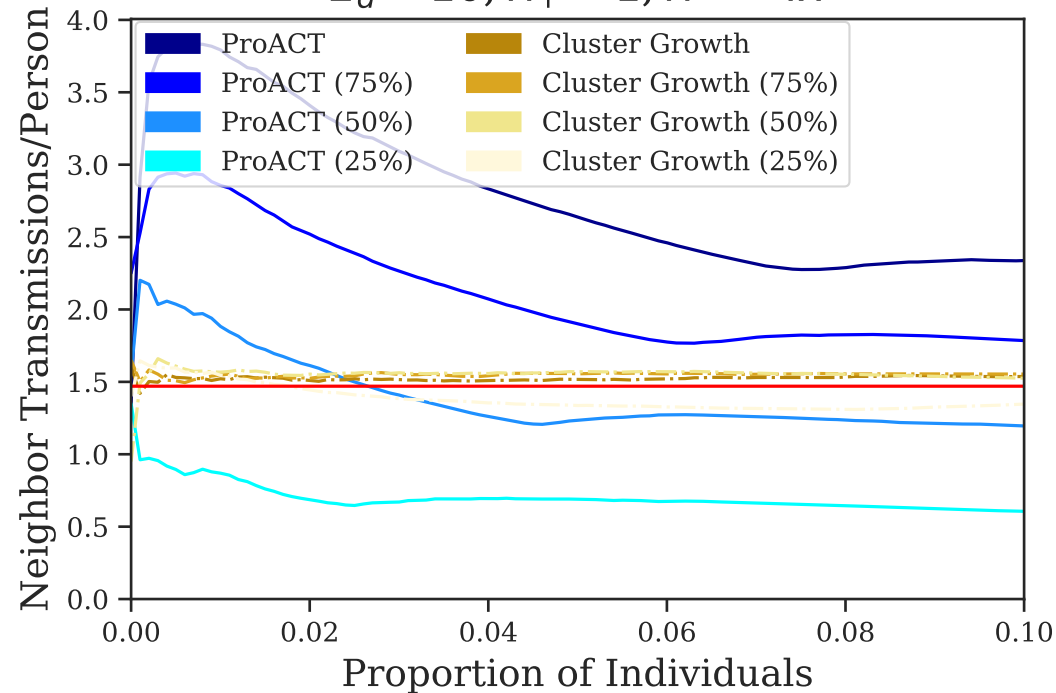 4.0
3.5
3.0
2.5
2.0
1.5
1.0
0.5
0.0
Neighbor Transmissions/Person
ProACT
ProACT (75%)
ProACT (50%)
ProACT (25%)
Cluster Growth
Cluster Growth (75%)
Cluster Growth (50%)
Cluster Growth (25%)
0.00 0.02 0.04 0.06 0.08 0.10
Proportion of Individuals